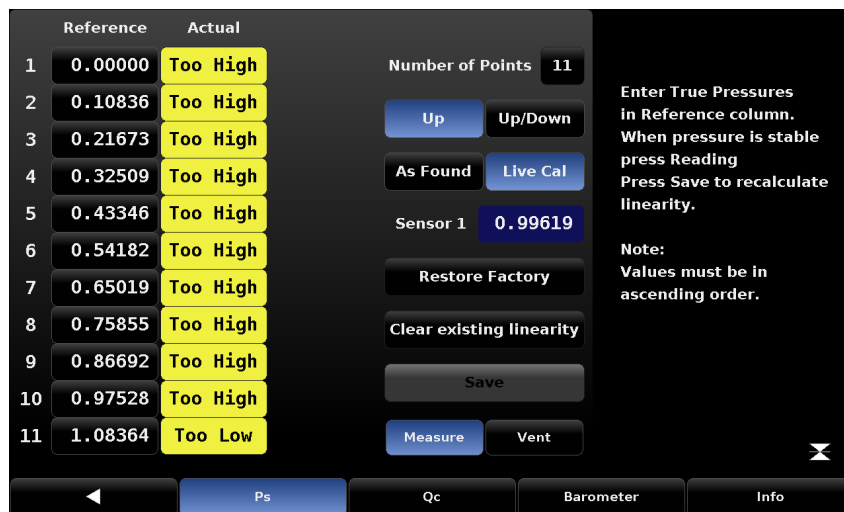 Reference Actual
1 0.00000 Too High
2 0.10836 Too High
3 0.21673 Too High
4 0.32509 Too High
5 0.43346 Too High
6 0.54182 Too High
7 0.65019 Too High
8 0.75855 Too High
9 0.86692 Too High
10 0.97528 Too High
11 1.08364 Too Low
Number of Points 11
Up Up/Down
As Found Live Cal
Sensor 1 0.99619
Restore Factory
Clear existing linearity
Save
Measure Vent
Enter True Pressures
in Reference column.
When pressure is stable
press Reading
Press Save to recalculate
linearity.
Note:
Values must be in
ascending order.
Ps Qc Barometer Info